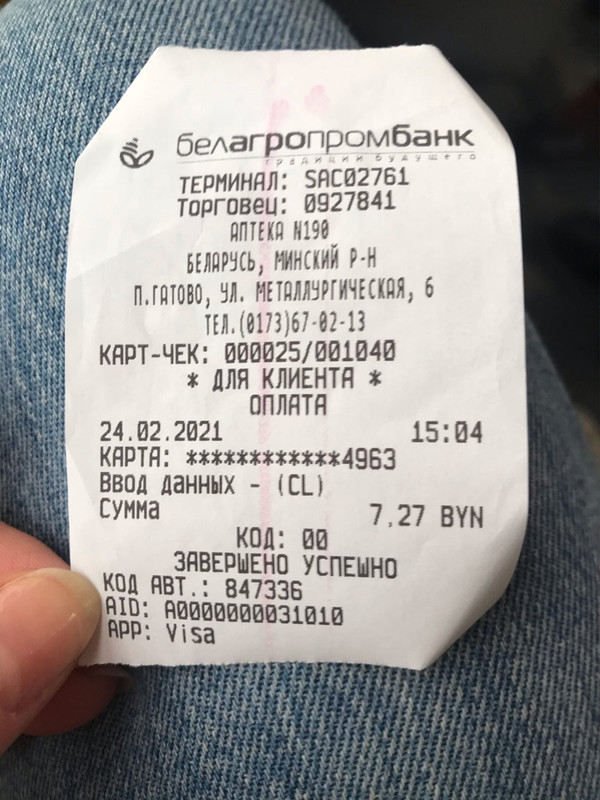 белагропромбанк
традиции будущего
ТЕРМИНАЛ: SAC02761
ТОРГОВЕЦ: 0927841
АПТЕКА N190
БЕЛАРУСЬ, МИНСКИЙ Р-Н
П.ГАТОВО, УЛ. МЕТАЛЛУРГИЧЕСКАЯ, 6
ТЕЛ.(0173)67-02-13
КАРТ-ЧЕК: 000025/001040
* ДЛЯ КЛИЕНТА *
ОПЛАТА
24.02.2021 15:04
КАРТА: ************4963
Ввод данных - (CL)
Сумма 7,27 BYN
КОД: 00
ЗАВЕРШЕНО УСПЕШНО
КОД АВТ.: 847336
AID: A0000000031010
APP: Visa